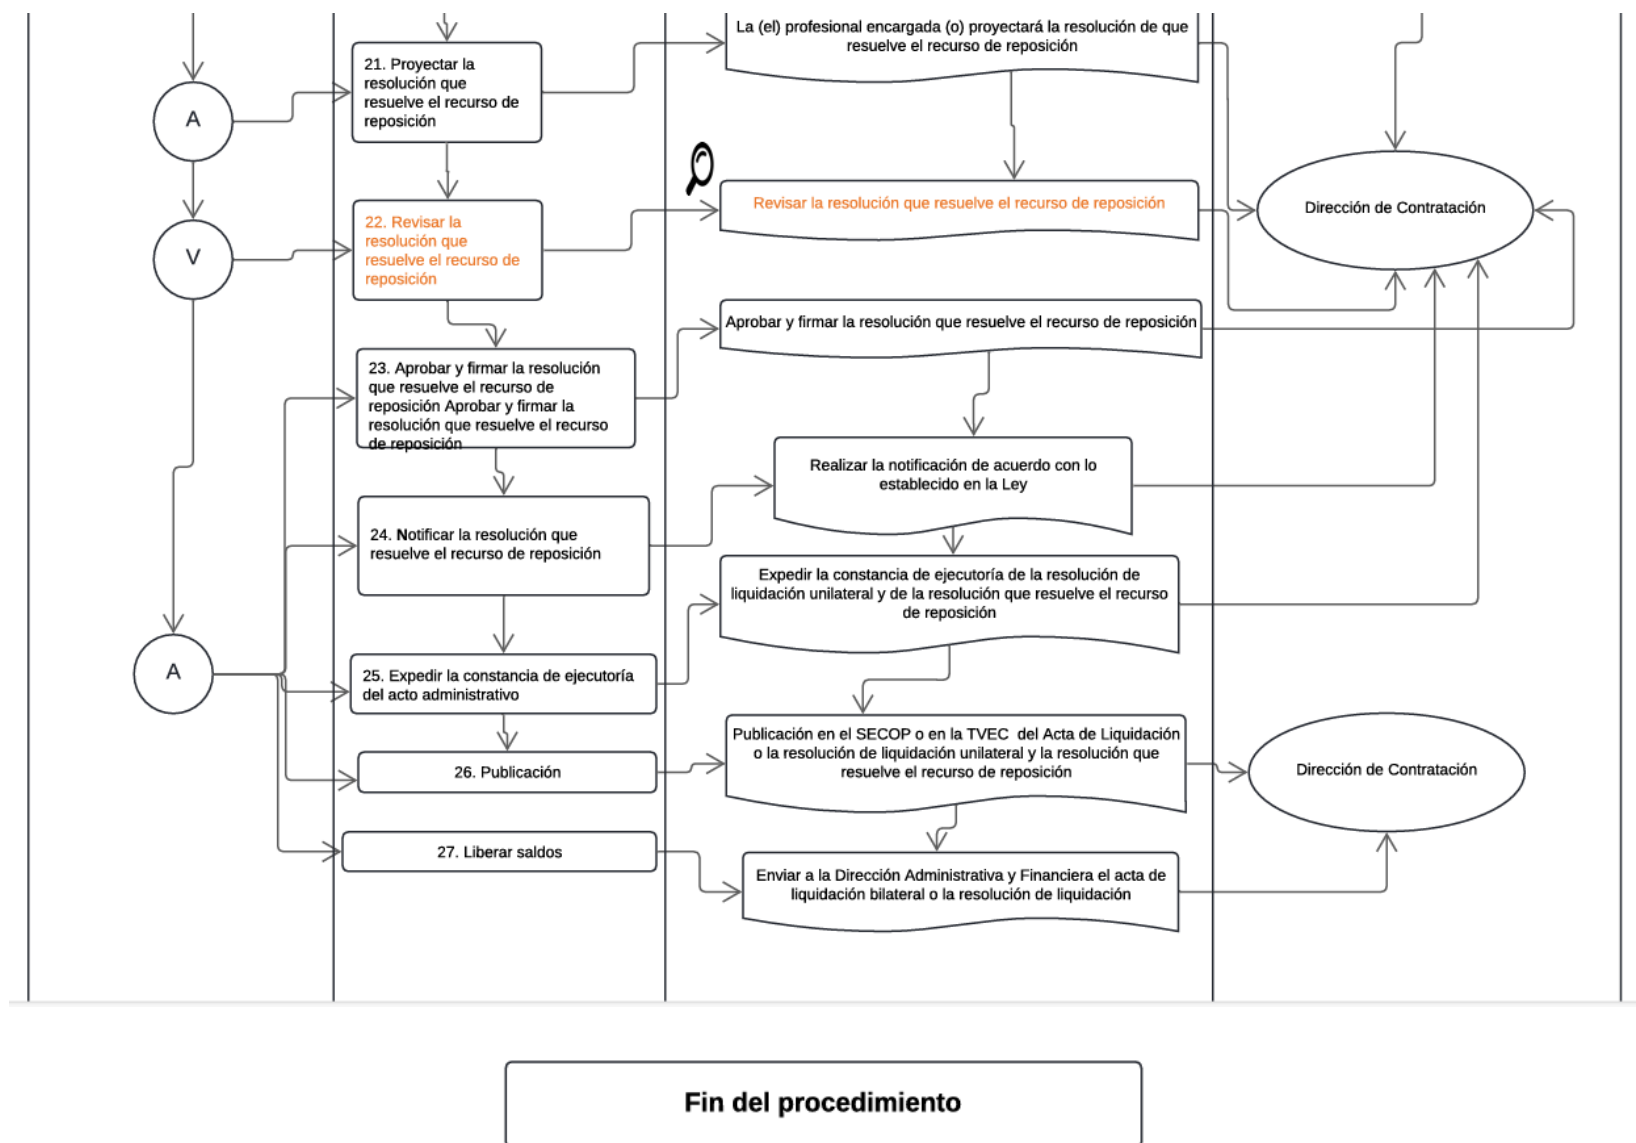 La (el) profesional encargada (o) proyectará la resolución de que
resuelve el recurso de reposición
21. Proyectar la
resolución que
resuelve el recurso de
reposición
A
22. Revisar la
resolución que
resuelve el recurso de
reposición
V
Revisar la resolución que resuelve el recurso de reposición
Dirección de Contratación
Aprobar y firmar la resolución que resuelve el recurso de reposición
23. Aprobar y firmar la resolución
que resuelve el recurso de
reposición Aprobar y firmar la
resolución que resuelve el recurso
de reposición
Realizar la notificación de acuerdo con lo
establecido en la Ley
24. Notificar la resolución que
resuelve el recurso de reposición
Expedir la constancia de ejecutoría de la resolución de
liquidación unilateral y de la resolución que resuelve el recurso
de reposición
A
25. Expedir la constancia de ejecutoría
del acto administrativo
Publicación en el SECOP o en la TVEC del Acta de Liquidación
o la resolución de liquidación unilateral y la resolución que
resuelve el recurso de reposición
26. Publicación
Dirección de Contratación
27. Liberar saldos
Enviar a la Dirección Administrativa y Financiera el acta de
liquidación bilateral o la resolución de liquidación
Fin del procedimiento